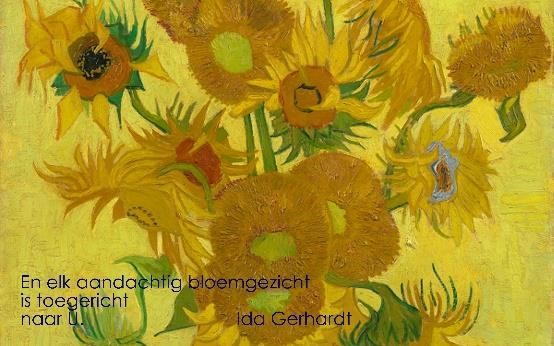 En elk aandachtig bloemgezicht
is toegericht
naar U. Ida Gerhardt